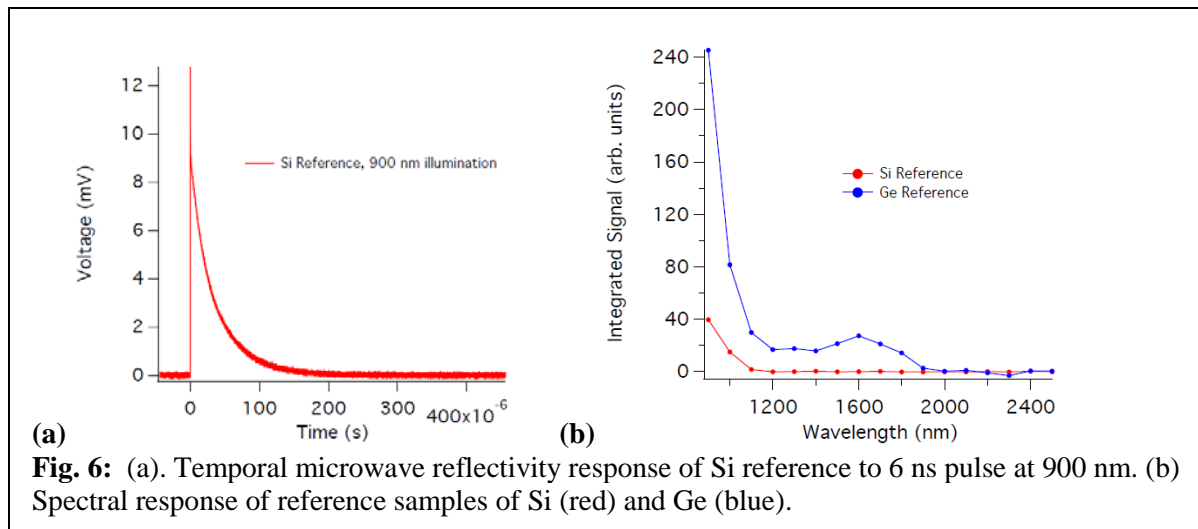 12
10
8
6
4
2
0
Voltage (mV)
Si Reference, 900 nm illumination
0
100
200
300
400x10-6
Time (s)
(a)
240
200
160
120
80
40
0
Integrated Signal (arb. units)
Si Reference
Ge Reference
1200
1600
2000
2400
Wavelength (nm)
(b)
Fig. 6: (a). Temporal microwave reflectivity response of Si reference to 6 ns pulse at 900 nm. (b)
Spectral response of reference samples of Si (red) and Ge (blue).